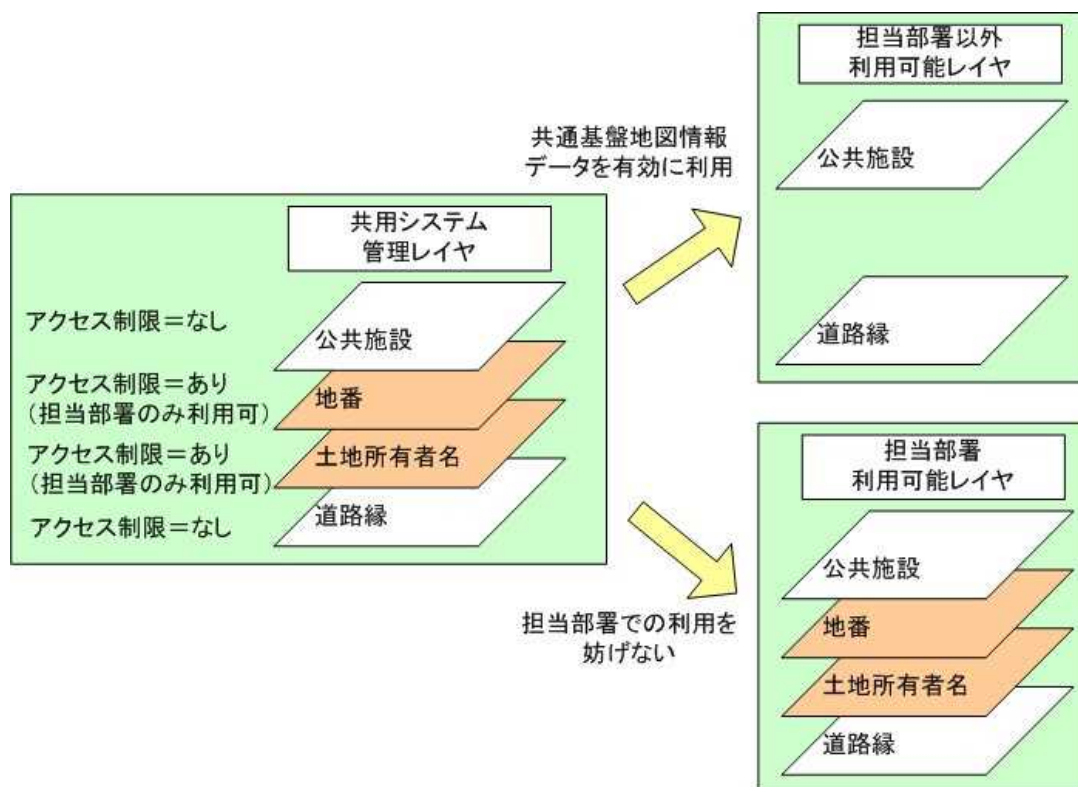 共用システム
管理レイヤ
アクセス制限＝なし
公共施設
アクセス制限＝あり
（担当部署のみ利用可）
地番
アクセス制限＝あり
（担当部署のみ利用可）
土地所有者名
アクセス制限＝なし
道路縁
共通基盤地図情報
データを有効に利用
担当部署以外
利用可能レイヤ
公共施設
道路縁
担当部署での利用を
妨げない
担当部署
利用可能レイヤ
公共施設
地番
土地所有者名
道路縁